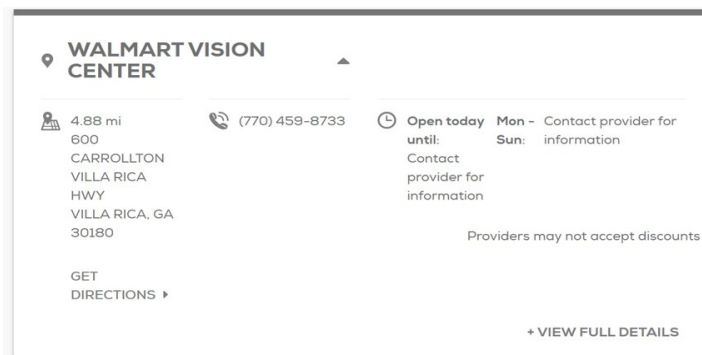 WALMART VISION
CENTER
4.88 mi
600
CARROLLTON
VILLA RICA
HWY
VILLA RICA, GA
30180
GET
DIRECTIONS
(770) 459-8733
Open today
until:
Contact
provider for
information
Mon -
Sun:
Contact provider for
information
Providers may not accept discounts
+ VIEW FULL DETAILS